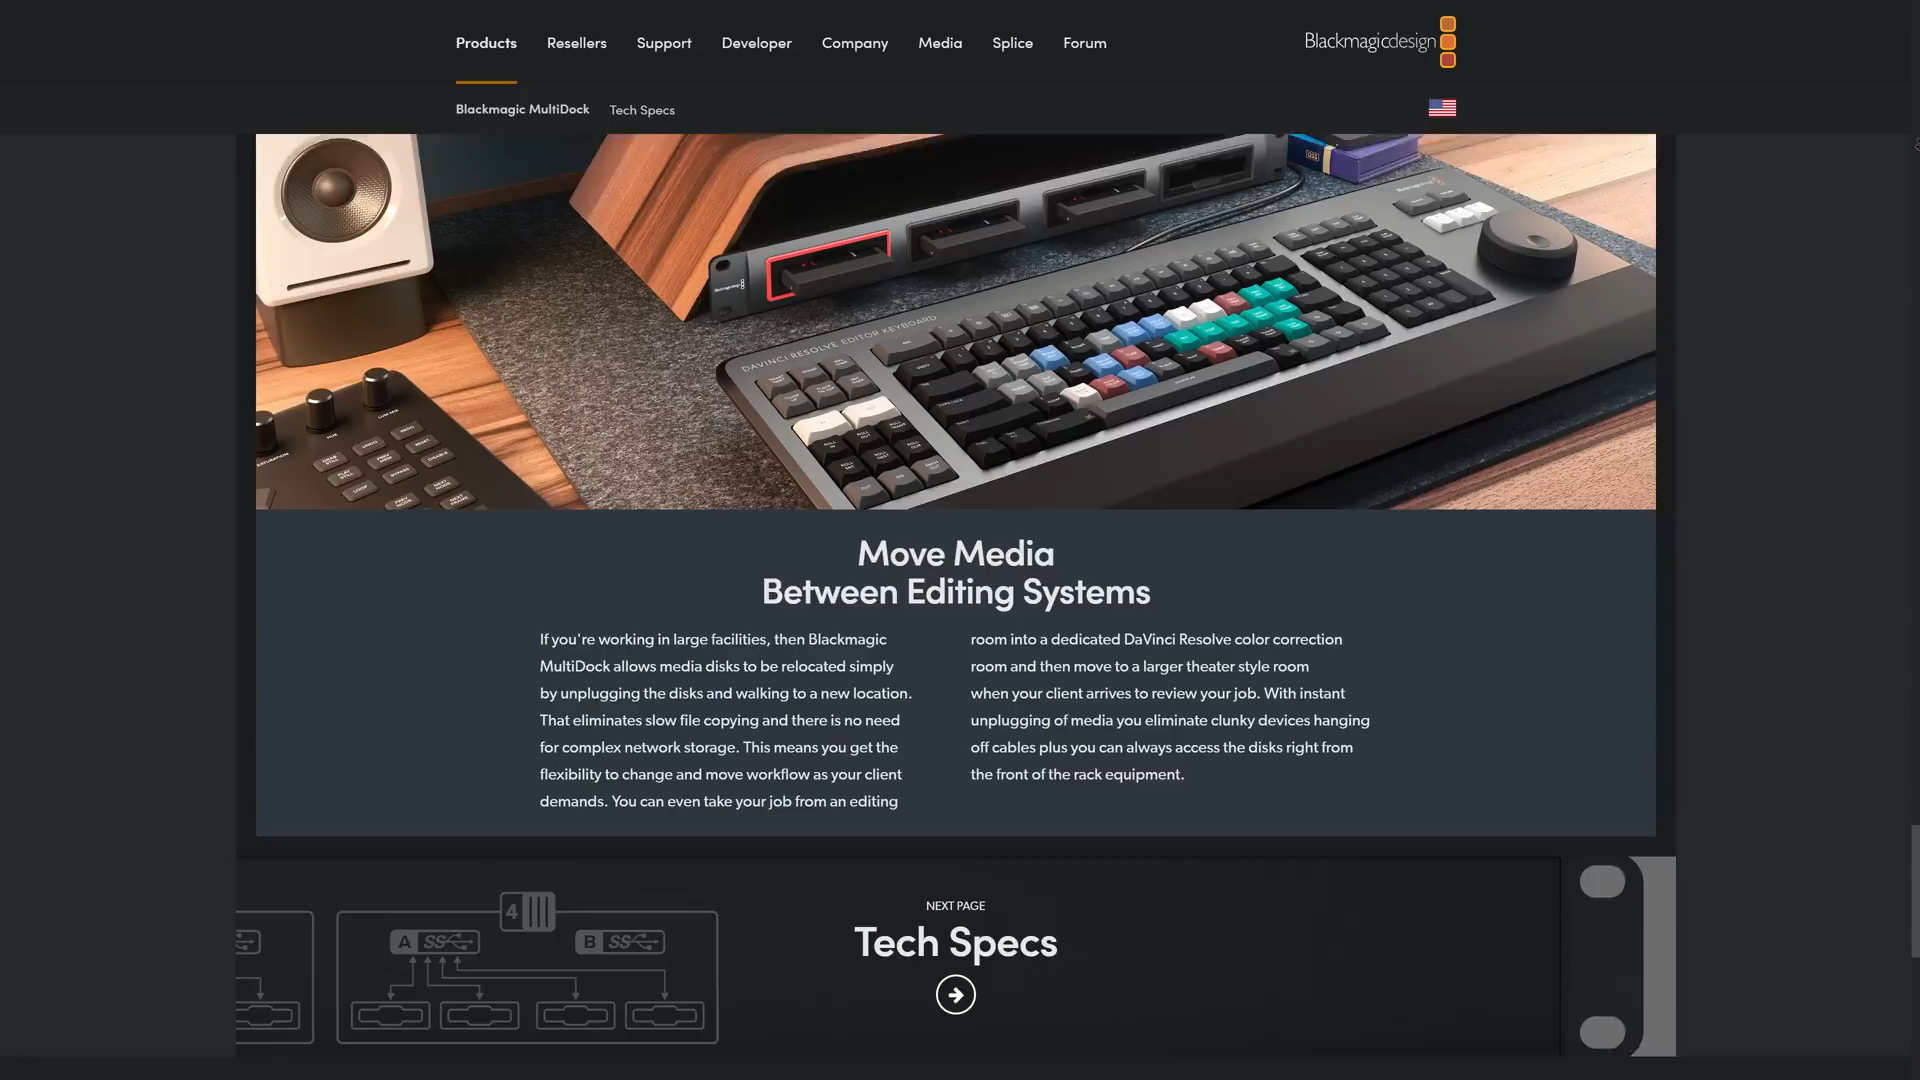 Products Resellers Support Developer Company Media Splice Forum
Blackmagicdesign
Blackmagic MultiDock Tech Specs
DAVINCI RESOLVE EDITOR KEYBOARD
Move Media
Between Editing Systems
If you're working in large facilities, then Blackmagic
MultiDock allows media disks to be relocated simply
by unplugging the disks and walking to a new location.
That eliminates slow file copying and there is no need
for complex network storage. This means you get the
flexibility to change and move workflow as your client
demands. You can even take your job from an editing
room into a dedicated DaVinci Resolve color correction
room and then move to a larger theater style room
when your client arrives to review your job. With instant
unplugging of media you eliminate clunky devices hanging
off cables plus you can always access the disks right from
the front of the rack equipment.
4
A SS B SS
NEXT PAGE
Tech Specs